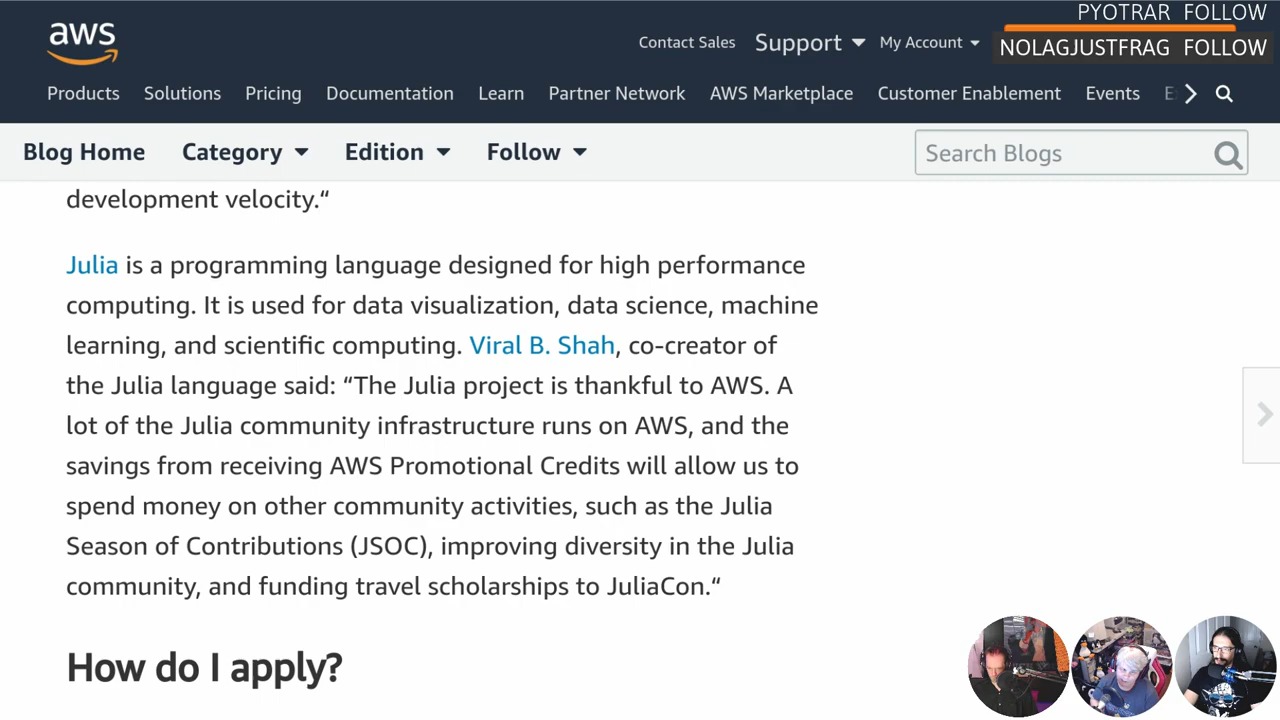 PYOTRAR FOLLOW
aws
Contact Sales Support My Account
NOLAGJUSTFRAG FOLLOW
Products Solutions Pricing Documentation Learn Partner Network AWS Marketplace Customer Enablement Events
Blog Home Category Edition Follow Search Blogs
development velocity.“
Julia is a programming language designed for high performance
computing. It is used for data visualization, data science, machine
learning, and scientific computing. Viral B. Shah, co-creator of
the Julia language said: “The Julia project is thankful to AWS. A
lot of the Julia community infrastructure runs on AWS, and the
savings from receiving AWS Promotional Credits will allow us to
spend money on other community activities, such as the Julia
Season of Contributions (JSOC), improving diversity in the Julia
community, and funding travel scholarships to JuliaCon.“
How do I apply?